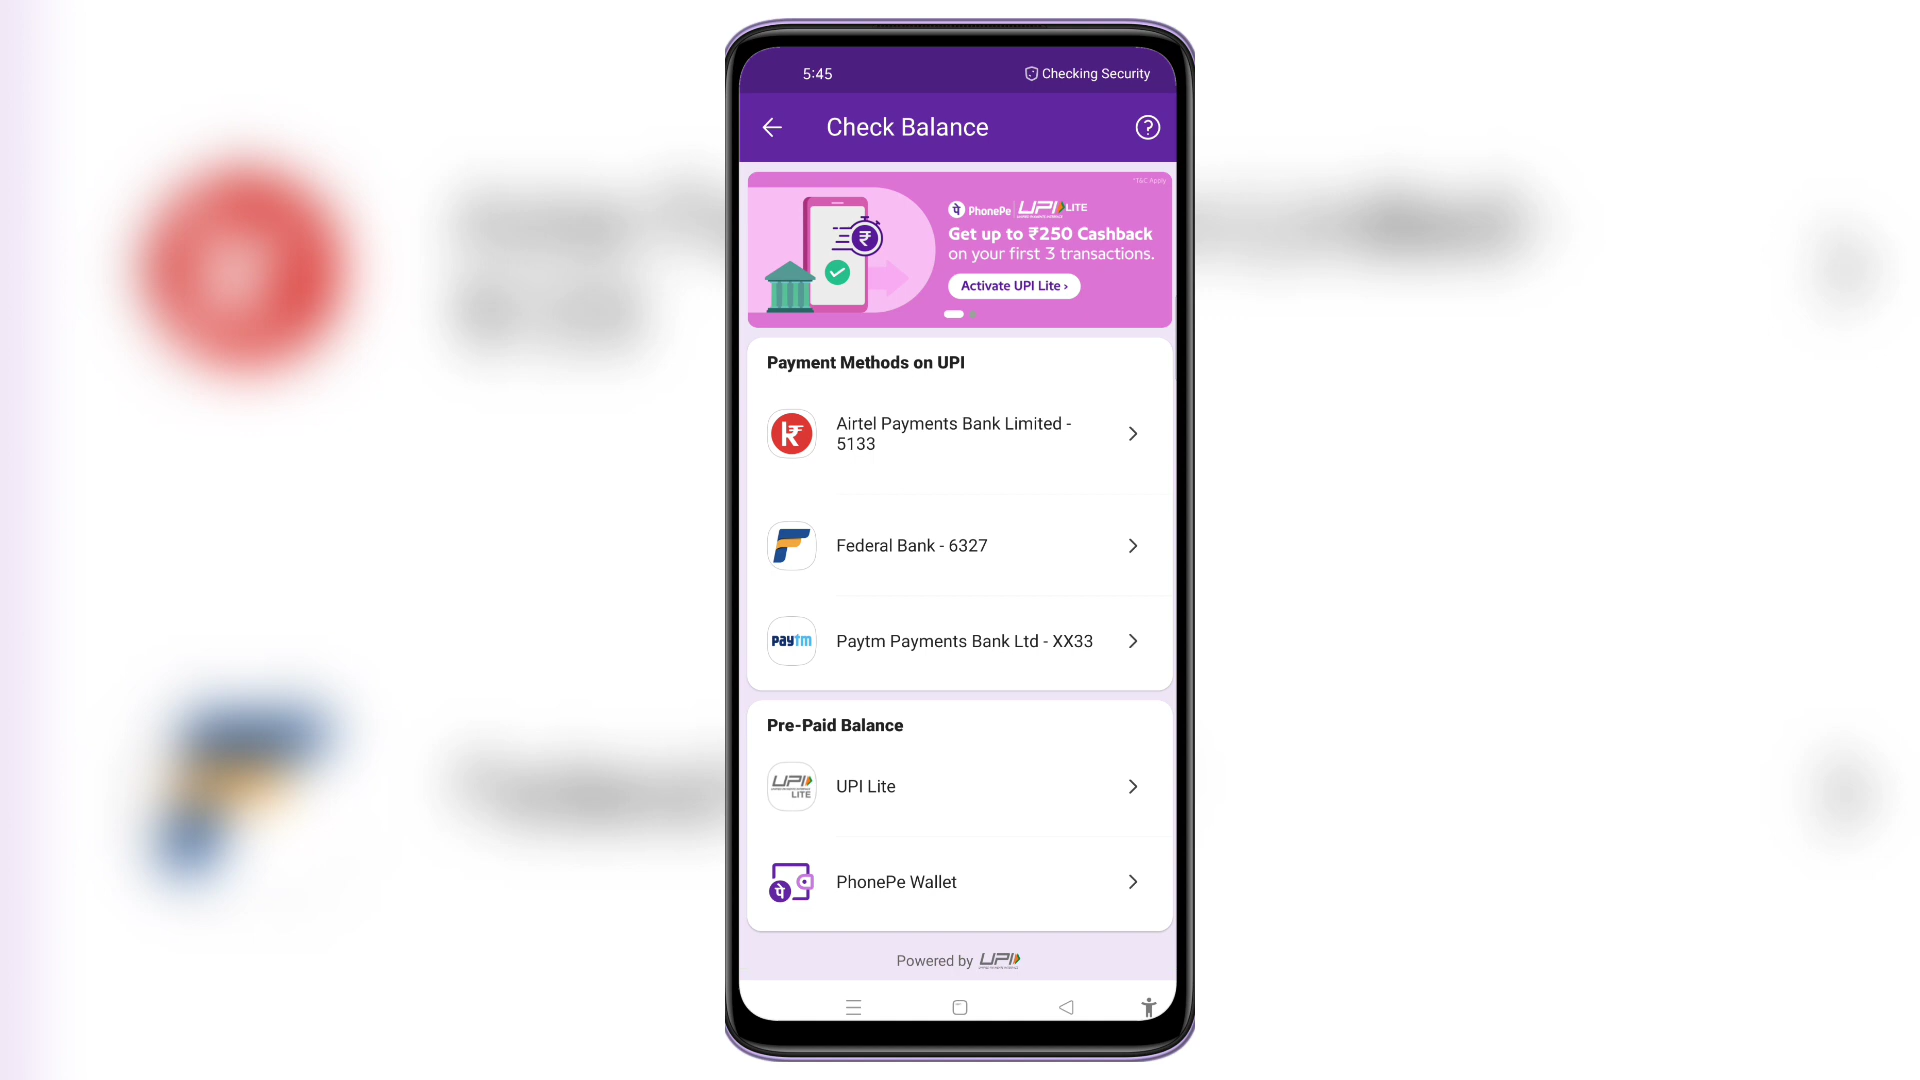 5:45
Checking Security
Check Balance
*T&C Apply
पे PhonePe UPI LITE
Get up to ₹250 Cashback
on your first 3 transactions.
Activate UPI Lite ›
Payment Methods on UPI
Airtel Payments Bank Limited -
5133
Federal Bank - 6327
paytm
Paytm Payments Bank Ltd - XX33
Pre-Paid Balance
UPI
LITE
UPI Lite
पे
PhonePe Wallet
Powered by UPI